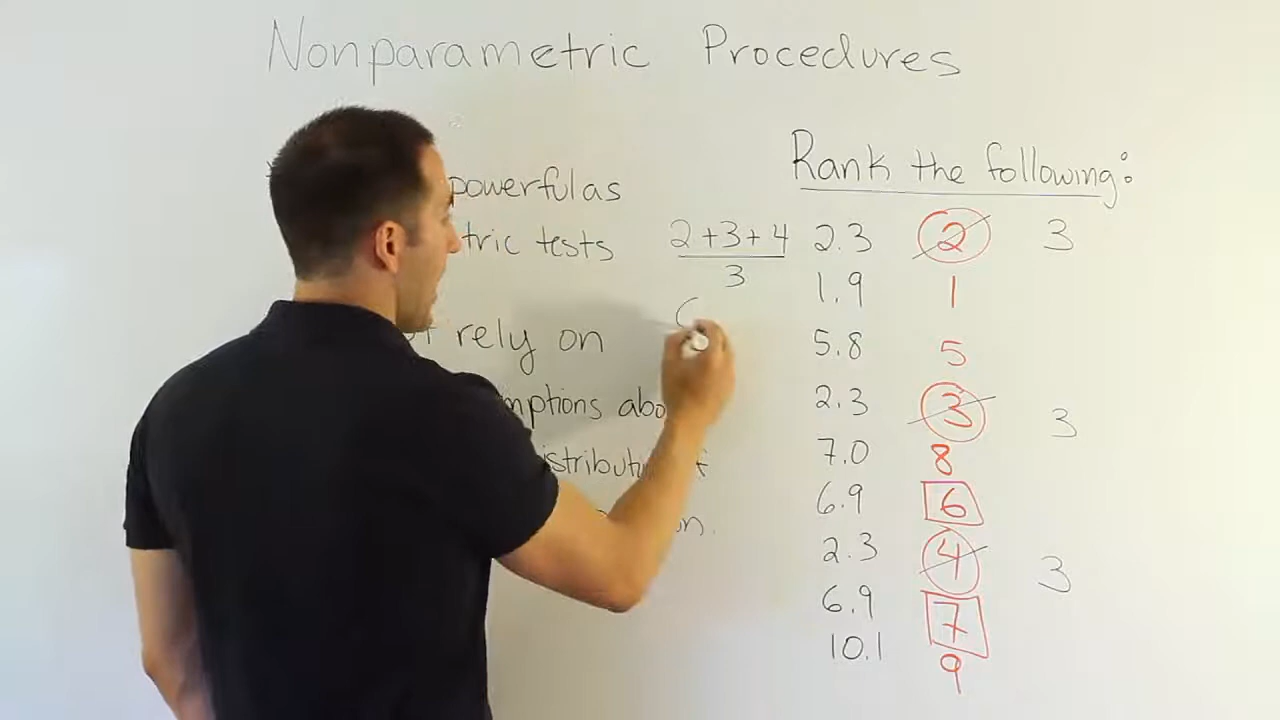 Nonparametric Procedures
powerful as
tests
rely on
Rank the following:
2+3+4
3
6
2.3 2 3
1.9 1
5.8 5
2.3 3 3
7.0 8
6.9 6
2.3 4 3
6.9 7
10.1 9